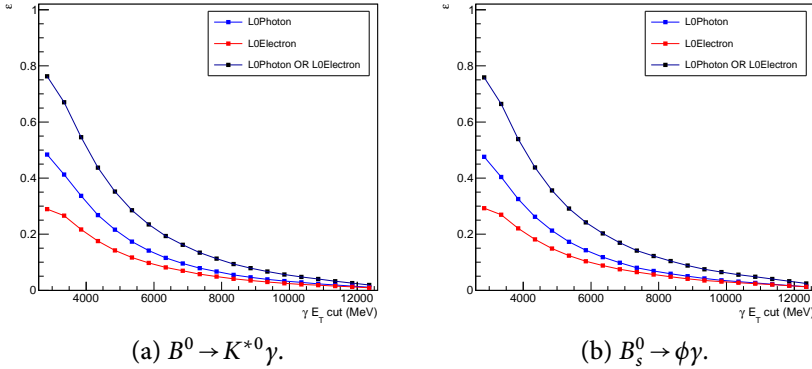 ε
1
0.8
0.6
0.4
0.2
0
4000 6000 8000 10000 12000
γ E_T cut (MeV)
L0Photon
L0Electron
L0Photon OR L0Electron
(a) B⁰ → K*⁰γ.
ε
1
0.8
0.6
0.4
0.2
0
4000 6000 8000 10000 12000
γ E_T cut (MeV)
L0Photon
L0Electron
L0Photon OR L0Electron
(b) B_s⁰ → ϕγ.